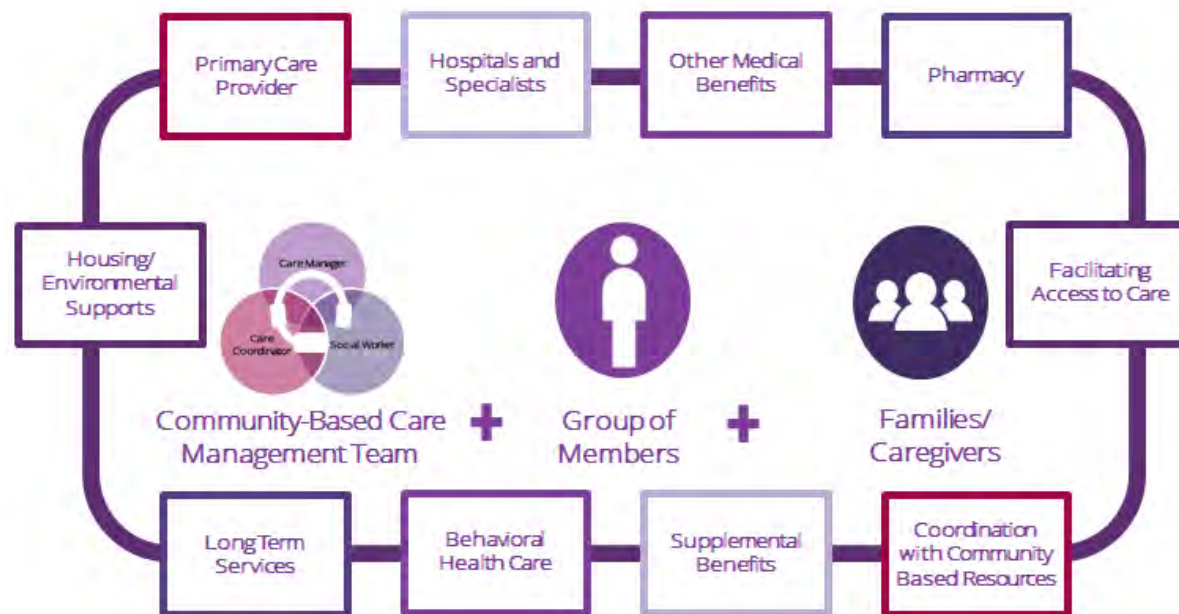 Primary Care
Provider
Hospitals and
Specialists
Other Medical
Benefits
Pharmacy
Housing/
Environmental
Supports
Care Manager
Care
Coordinator
Social Worker
Facilitating
Access to Care
Community-Based Care
Management Team
+
Group of
Members
+
Families/
Caregivers
Long Term
Services
Behavioral
Health Care
Supplemental
Benefits
Coordination
with Community
Based Resources